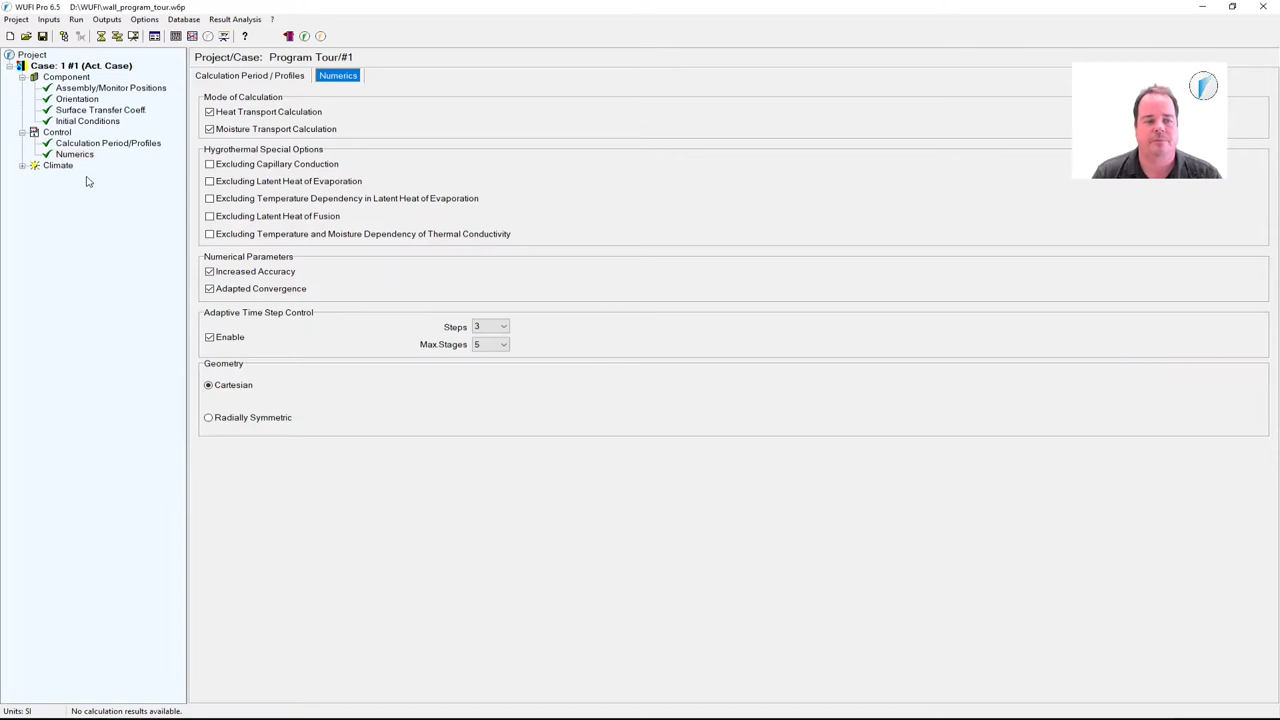 WUFI Pro 6.5 D:\WUFI\wall_program_tour.w6p
Project Inputs Run Outputs Options Database Result Analysis ?
Project
Case: 1 #1 (Act. Case)
Component
Assembly/Monitor Positions
Orientation
Surface Transfer Coeff.
Initial Conditions
Control
Calculation Period/Profiles
Numerics
Climate
Project/Case: Program Tour/#1
Calculation Period / Profiles Numerics
Mode of Calculation
Heat Transport Calculation
Moisture Transport Calculation
Hygrothermal Special Options
Excluding Capillary Conduction
Excluding Latent Heat of Evaporation
Excluding Temperature Dependency in Latent Heat of Evaporation
Excluding Latent Heat of Fusion
Excluding Temperature and Moisture Dependency of Thermal Conductivity
Numerical Parameters
Increased Accuracy
Adapted Convergence
Adaptive Time Step Control
Enable
Steps 3
Max.Stages 5
Geometry
Cartesian
Radially Symmetric
Units: SI No calculation results available.